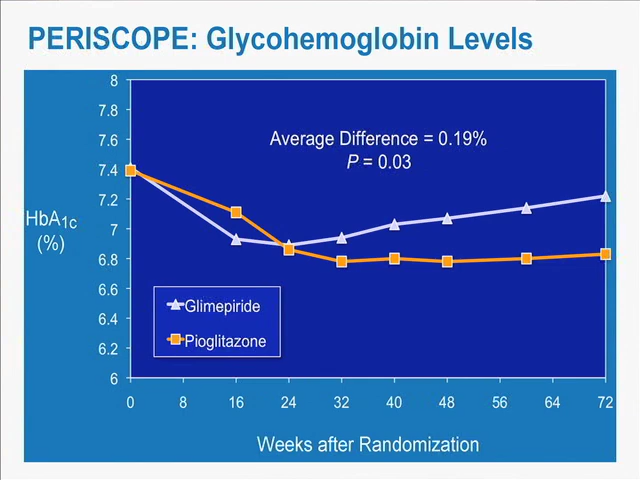 PERISCOPE: Glycohemoglobin Levels
8
7.8
7.6
7.4
7.2
7
6.8
6.6
6.4
6.2
6
HbA1c
(%)
Average Difference = 0.19%
P = 0.03
Glimepiride
Pioglitazone
0 8 16 24 32 40 48 56 64 72
Weeks after Randomization